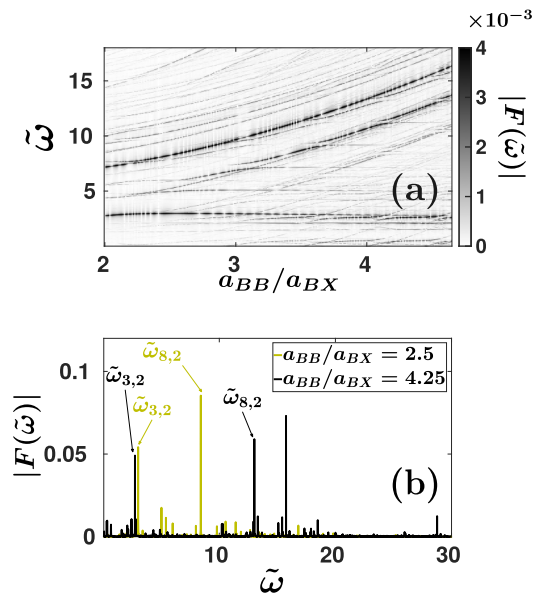 ×10⁻³
15
10
5
ω̃
4
3
2
1
0
|F(ω̃)|
(a)
2
3
4
a_BB/a_BX
0.1
0.05
0
|F(ω̃)|
ω̃_8,2
ω̃_3,2
ω̃_3,2
ω̃_8,2
a_BB/a_BX = 2.5
a_BB/a_BX = 4.25
(b)
10
20
30
ω̃